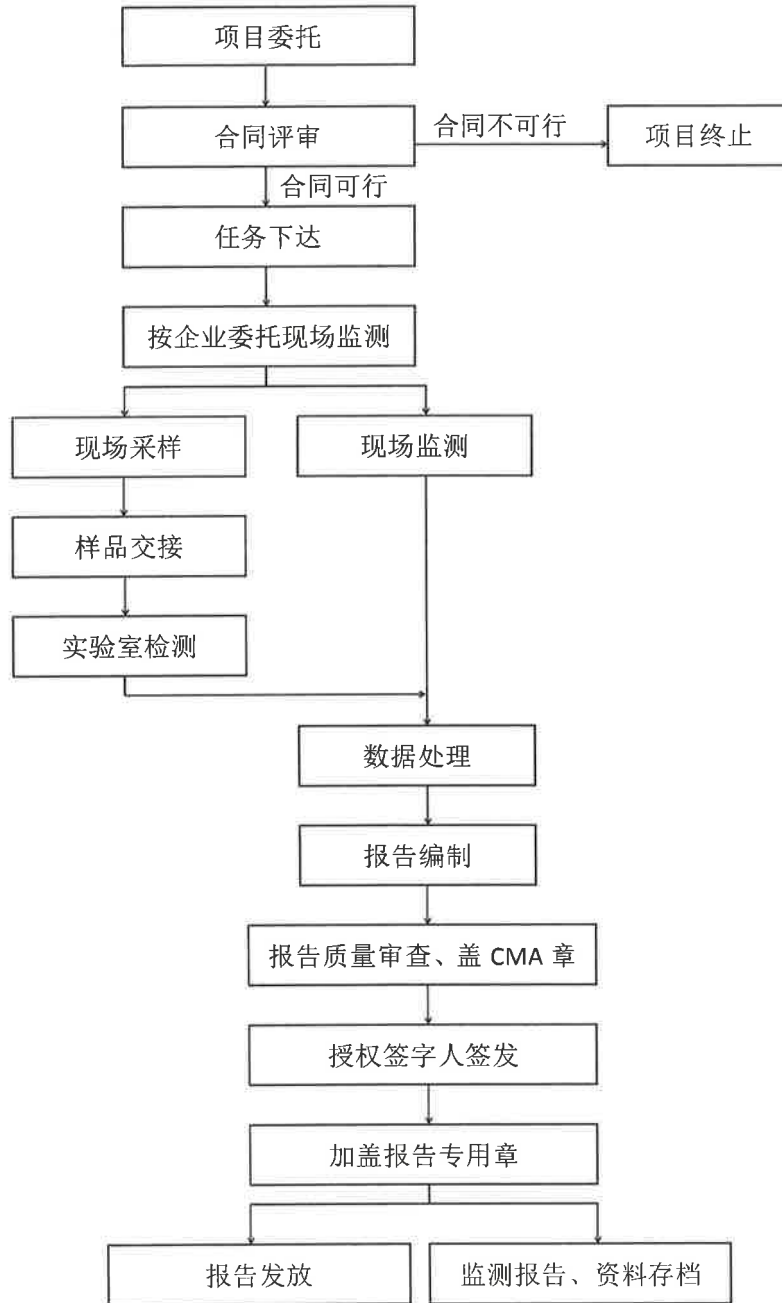 项目委托
合同评审
合同不可行
项目终止
合同可行
任务下达
按企业委托现场监测
现场采样
现场监测
样品交接
实验室检测
数据处理
报告编制
报告质量审查、盖 CMA 章
授权签字人签发
加盖报告专用章
报告发放
监测报告、资料存档